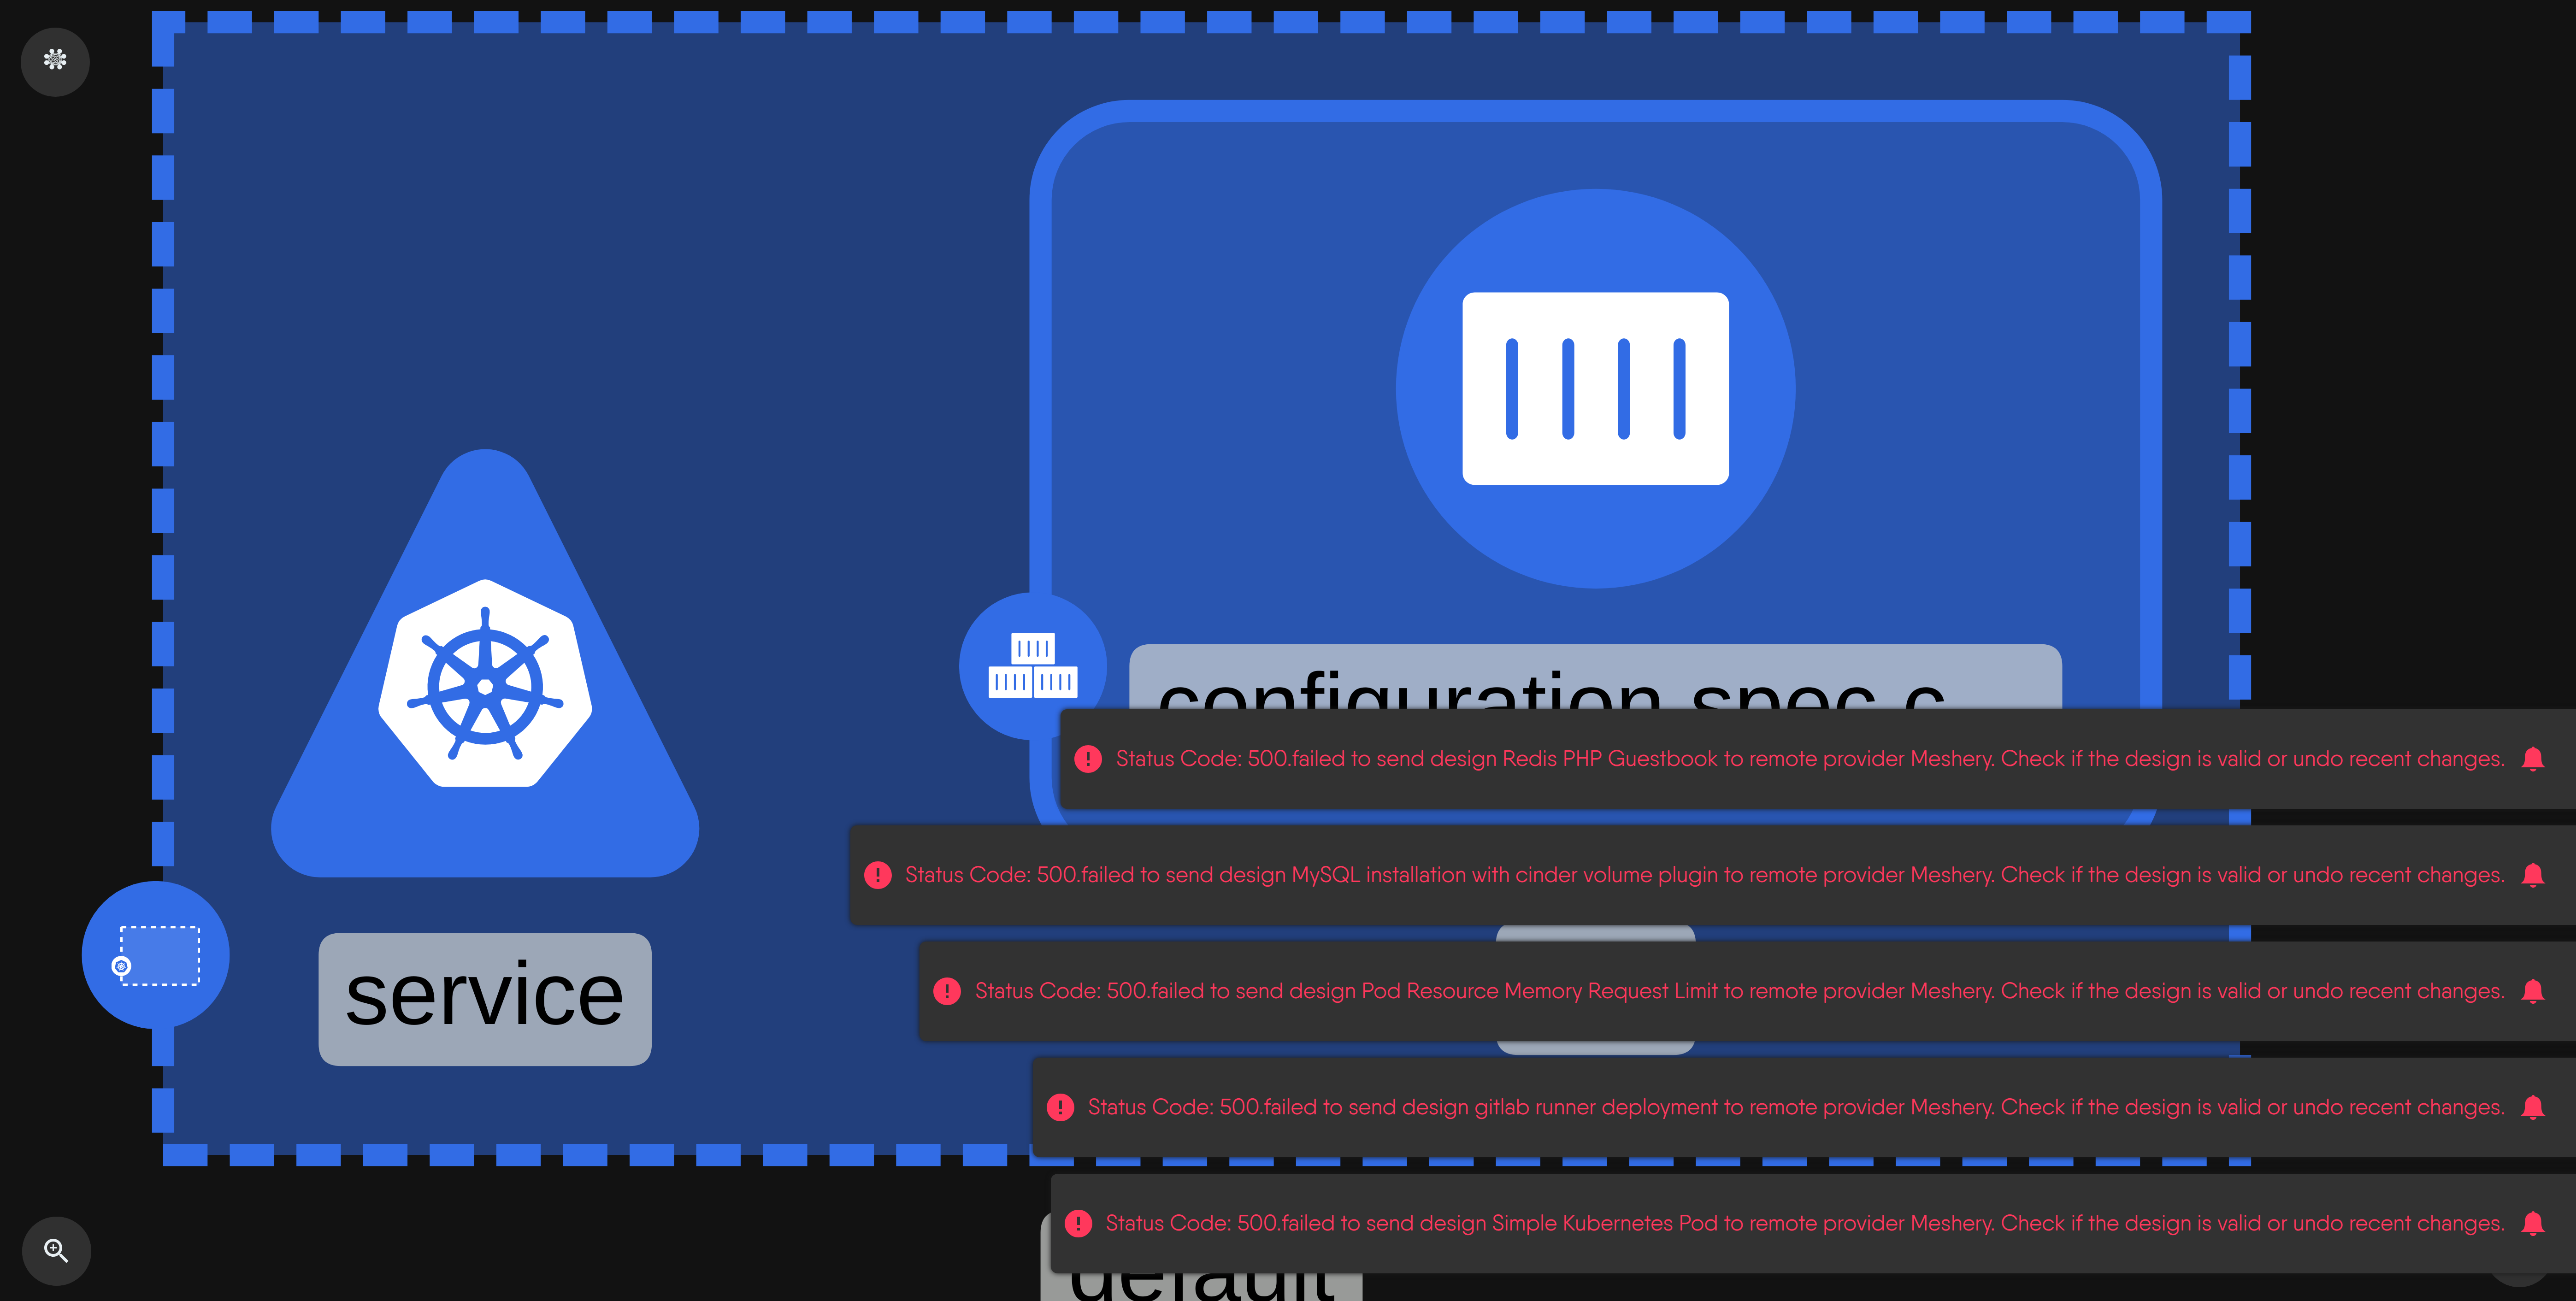 configuration.spec.c
Status Code: 500.failed to send design Redis PHP Guestbook to remote provider Meshery. Check if the design is valid or undo recent changes.
Status Code: 500.failed to send design MySQL installation with cinder volume plugin to remote provider Meshery. Check if the design is valid or undo recent changes.
service
Status Code: 500.failed to send design Pod Resource Memory Request Limit to remote provider Meshery. Check if the design is valid or undo recent changes.
Status Code: 500.failed to send design gitlab runner deployment to remote provider Meshery. Check if the design is valid or undo recent changes.
Status Code: 500.failed to send design Simple Kubernetes Pod to remote provider Meshery. Check if the design is valid or undo recent changes.
default